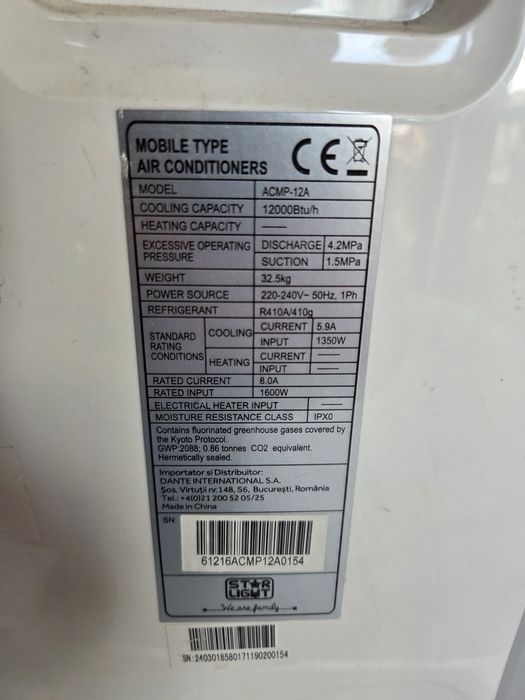 MOBILE TYPE
AIR CONDITIONERS
CE
MODEL ACMP-12A
COOLING CAPACITY 12000Btu/h
HEATING CAPACITY —
EXCESSIVE OPERATING PRESSURE DISCHARGE 4.2MPa
SUCTION 1.5MPa
WEIGHT 32.5kg
POWER SOURCE 220-240V~ 50Hz, 1Ph
REFRIGERANT R410A/410g
STANDARD RATING CONDITIONS COOLING CURRENT 5.9A
INPUT 1350W
HEATING CURRENT —
INPUT —
RATED CURRENT 8.0A
RATED INPUT 1600W
ELECTRICAL HEATER INPUT —
MOISTURE RESISTANCE CLASS IPX0
Contains fluorinated greenhouse gases covered by
the Kyoto Protocol.
GWP:2088; 0.86 tonnes CO2 equivalent.
Hermetically sealed.
Importator si Distribuitor:
DANTE INTERNATIONAL S.A.
Șos. Virtuții nr.148, S6, București, România
Tel.: +4(0)21 200 52 05/25
Made in China
SN:
61216ACMP12A0154
STAR
LIGHT
We are family
SN:2403018580171190200154